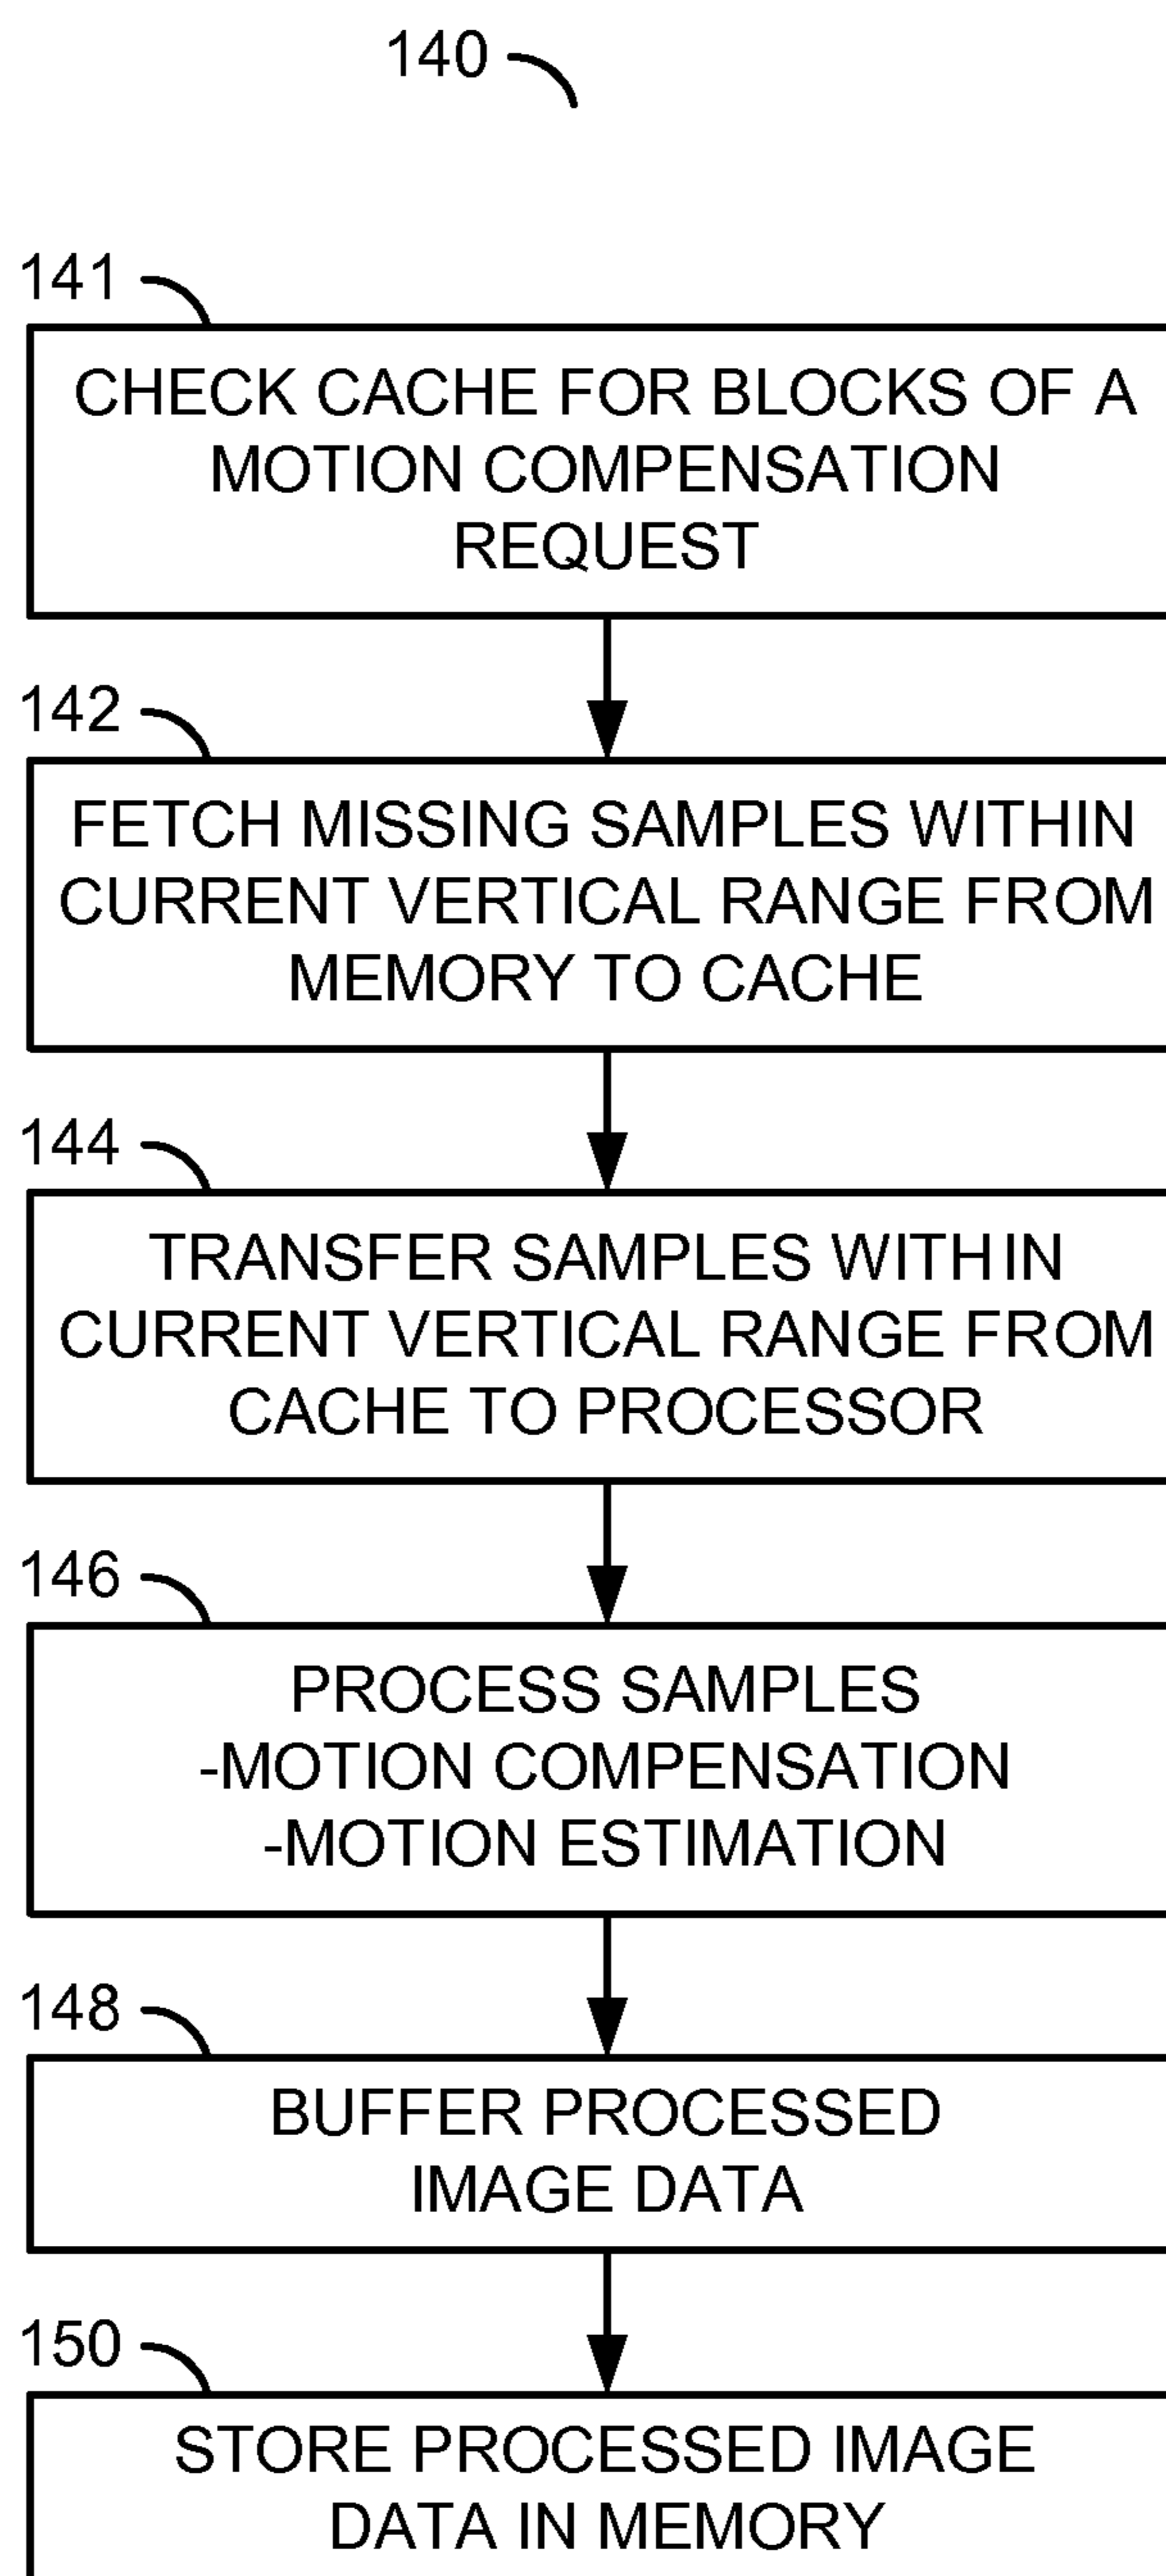 140
141
CHECK CACHE FOR BLOCKS OF A
MOTION COMPENSATION
REQUEST
142
FETCH MISSING SAMPLES WITHIN
CURRENT VERTICAL RANGE FROM
MEMORY TO CACHE
144
TRANSFER SAMPLES WITHIN
CURRENT VERTICAL RANGE FROM
CACHE TO PROCESSOR
146
PROCESS SAMPLES
-MOTION COMPENSATION
-MOTION ESTIMATION
148
BUFFER PROCESSED
IMAGE DATA
150
STORE PROCESSED IMAGE
DATA IN MEMORY